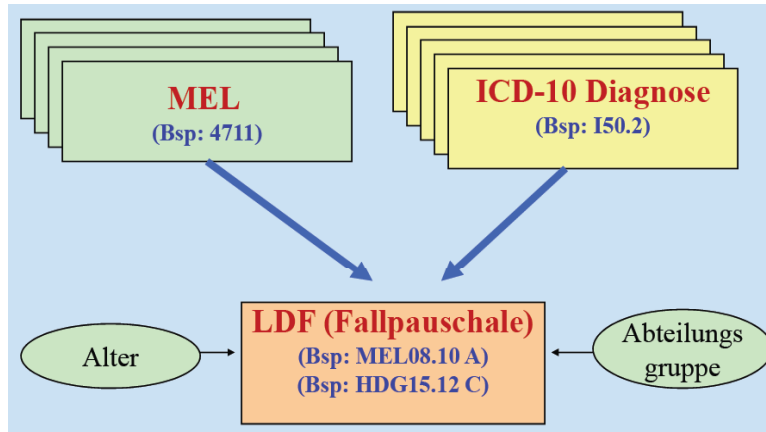 MEL
(Bsp: 4711)
ICD-10 Diagnose
(Bsp: I50.2)
LDF (Fallpauschale)
(Bsp: MEL08.10 A)
(Bsp: HDG15.12 C)
Alter
Abteilungs
gruppe